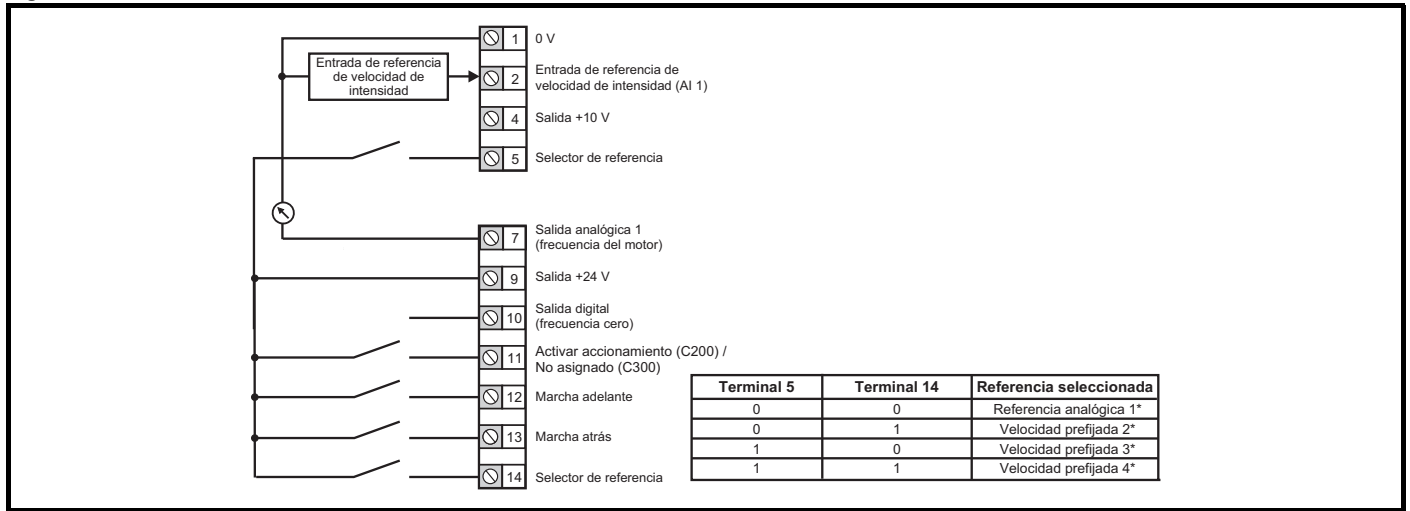 1 0 V
Entrada de referencia
de velocidad de
intensidad
2 Entrada de referencia de
velocidad de intensidad (AI 1)
4 Salida +10 V
5 Selector de referencia
7 Salida analógica 1
(frecuencia del motor)
9 Salida +24 V
10 Salida digital
(frecuencia cero)
11 Activar accionamiento (C200) /
No asignado (C300)
12 Marcha adelante
13 Marcha atrás
14 Selector de referencia
Terminal 5 Terminal 14 Referencia seleccionada
0 0 Referencia analógica 1*
0 1 Velocidad prefijada 2*
1 0 Velocidad prefijada 3*
1 1 Velocidad prefijada 4*